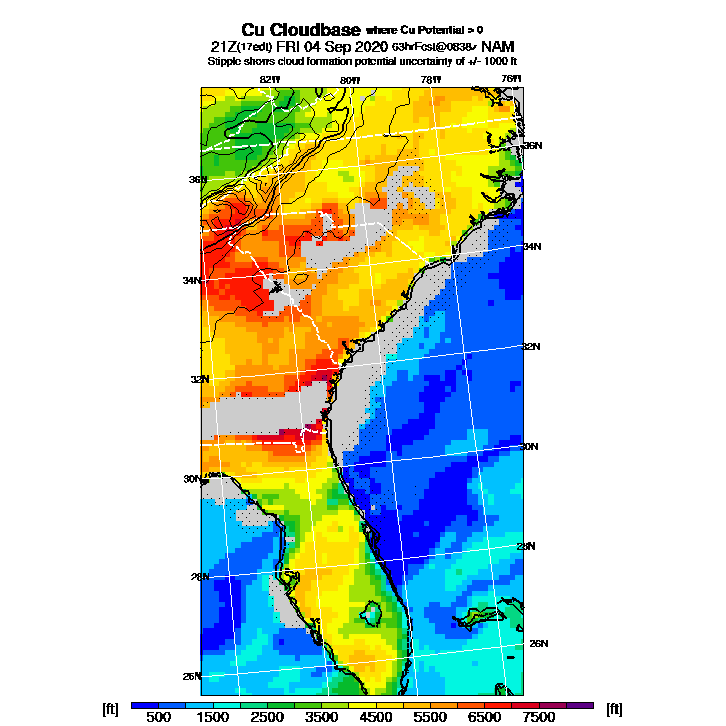 Cu Cloudbase where Cu Potential > 0
21Z(17edt) FRI 04 Sep 2020 63hrFcst@0838z NAM
Stipple shows cloud formation potential uncertainty of +/- 1000 ft
82W 80W 78W 76W
36N
36N
34N
34N
32N
32N
30N
30N
28N
28N
26N
26N
[ft] 500 1500 2500 3500 4500 5500 6500 7500 [ft]